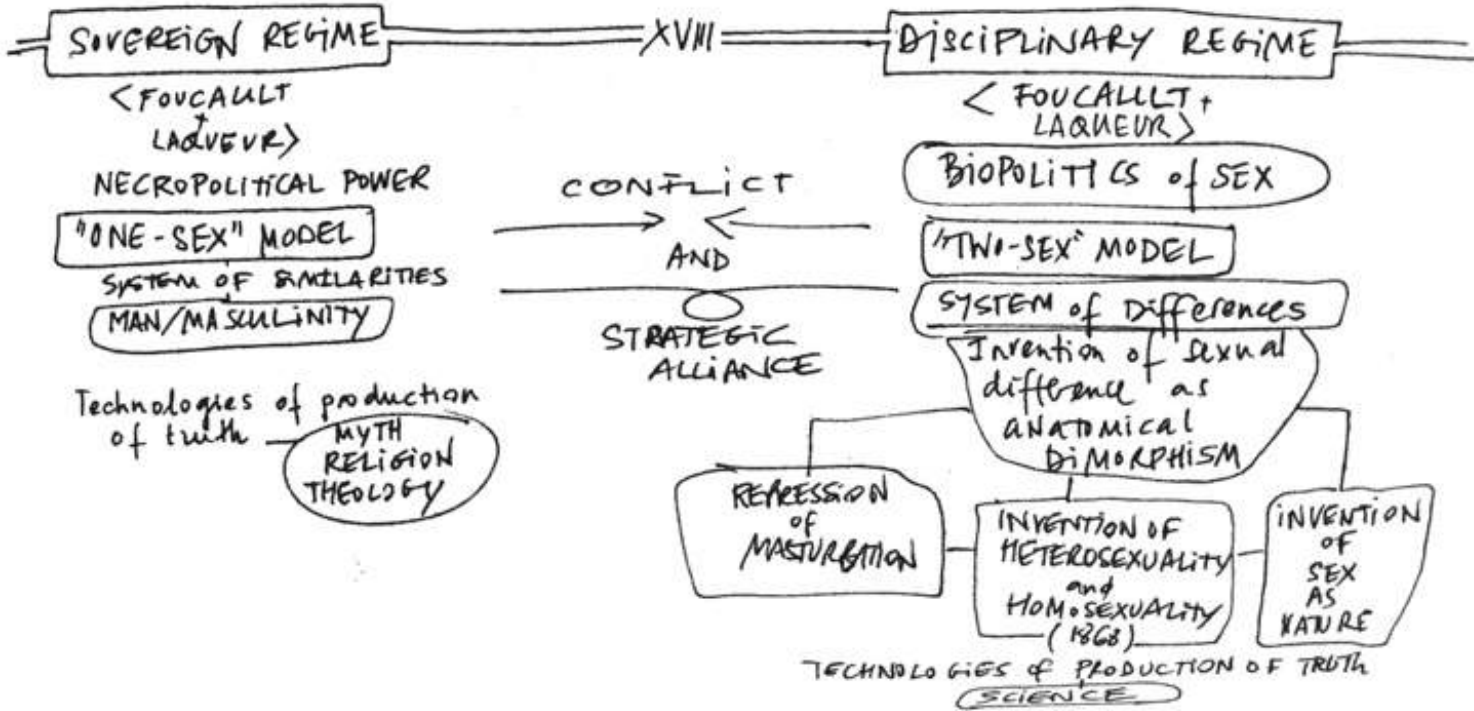 SOVEREIGN REGIME
XVIII
DISCIPLINARY REGIME
<FOUCAULT
+
LAQUEUR>
NECROPOLITICAL POWER
"ONE-SEX" MODEL
SYSTEM OF SIMILARITIES
MAN/MASCULINITY
Technologies of production
of truth
MYTH
RELIGION
THEOLOGY
CONFLICT
AND
STRATEGIC
ALLIANCE
< FOUCAULT +
LAQUEUR>
BIOPOLITICS of SEX
"TWO-SEX" MODEL
SYSTEM of Differences
Invention of sexual
difference as
ANATOMICAL
DIMORPHISM
REPRESSION
of
MASTURBATION
INVENTION OF
HETEROSEXUALITY
and
HOMOSEXUALITY
(1868)
INVENTION
OF
SEX
AS
NATURE
TECHNOLOGIES of PRODUCTION OF TRUTH
SCIENCE